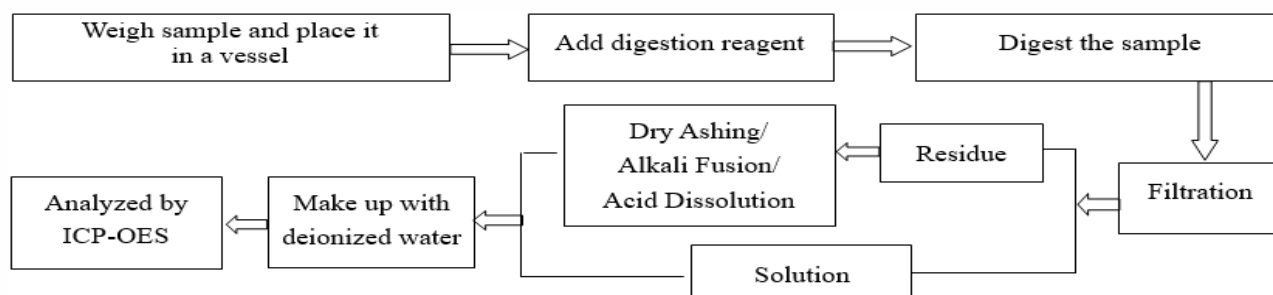 Weigh sample and place it
in a vessel
Add digestion reagent
Digest the sample
Filtration
Residue
Dry Ashing/
Alkali Fusion/
Acid Dissolution
Solution
Make up with
deionized water
Analyzed by
ICP-OES